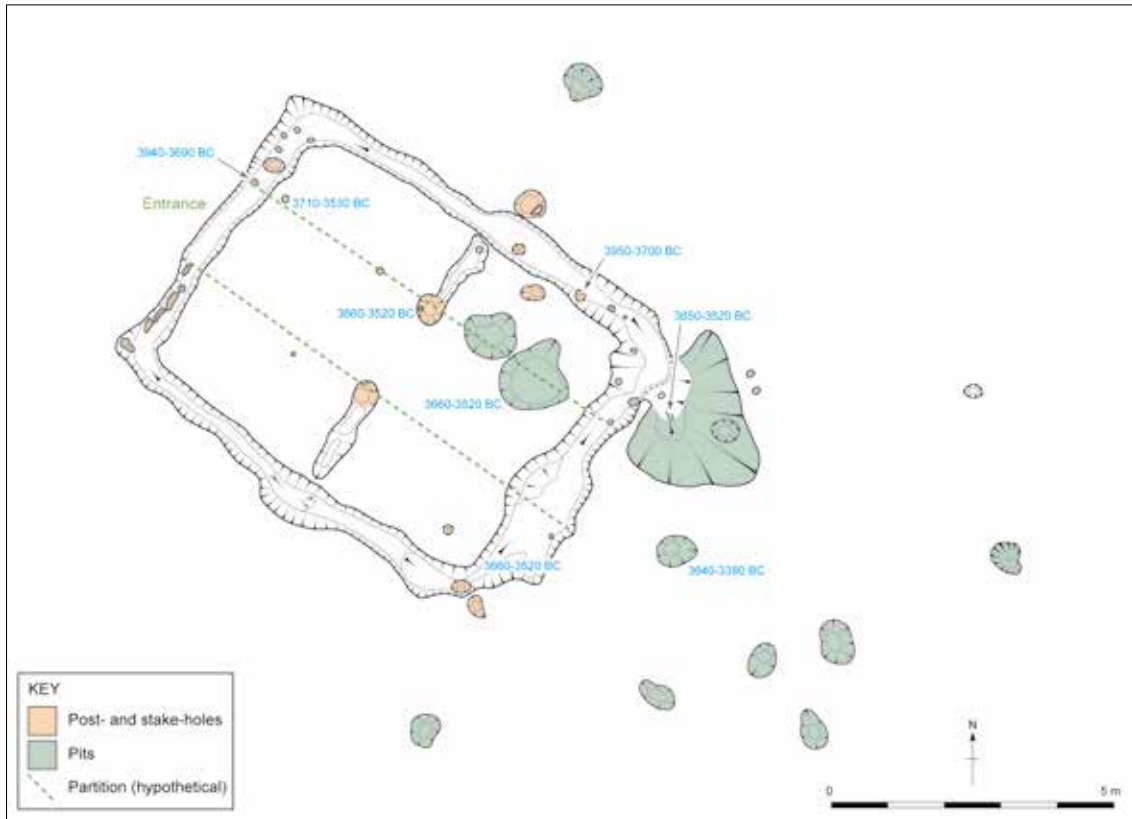 3940-3690 BC
Entrance
3710-3530 BC
3950-3700 BC
3660-3520 BC
3650-3520 BC
3660-3520 BC
3660-3520 BC
3640-3380 BC
KEY
Post- and stake-holes
Pits
Partition (hypothetical)
N
0
5 m